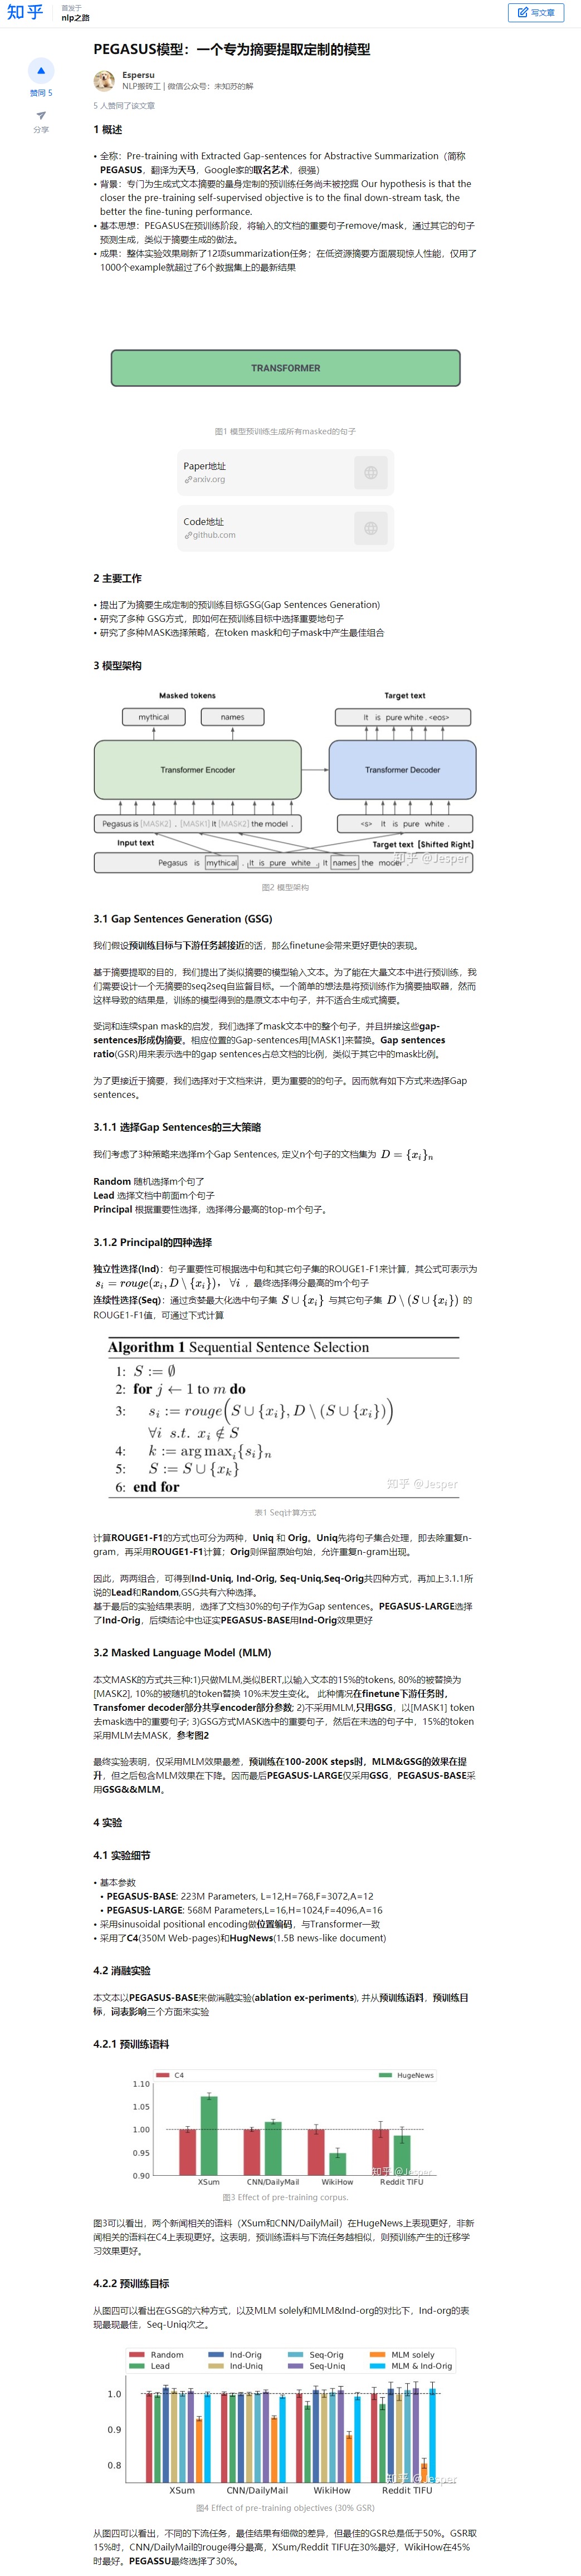 知乎
首发于
nlp之路
写文章
赞同 5
分享
PEGASUS模型：一个专为摘要提取定制的模型
Espersu
NLP搬砖工 | 微信公众号：未知苏的解
5 人赞同了该文章
1 概述
• 全称：Pre-training with Extracted Gap-sentences for Abstractive Summarization（简称
PEGASUS，翻译为天马，Google家的取名艺术，很强）
• 背景：专门为生成式文本摘要的量身定制的预训练任务尚未被挖掘 Our hypothesis is that the
closer the pre-training self-supervised objective is to the final down-stream task, the
better the fine-tuning performance.
• 基本思想：PEGASUS在预训练阶段，将输入的文档的重要句子remove/mask，通过其它的句子
预测生成，类似于摘要生成的做法。
• 成果：整体实验效果刷新了12项summarization任务；在低资源摘要方面展现惊人性能，仅用了
1000个example就超过了6个数据集上的最新结果
TRANSFORMER
图1 模型预训练生成所有masked的句子
Paper地址
arxiv.org
Code地址
github.com
2 主要工作
• 提出了为摘要生成定制的预训练目标GSG(Gap Sentences Generation)
• 研究了多种 GSG方式，即如何在预训练目标中选择重要地句子
• 研究了多种MASK选择策略，在token mask和句子mask中产生最佳组合
3 模型架构
Masked tokens
Target text
mythical
names
It is pure white . <eos>
Transformer Encoder
Transformer Decoder
Pegasus is [MASK2] . [MASK1] It [MASK2] the model .
<s> It is pure white .
Input text
Target text [Shifted Right]
Pegasus is mythical . It is pure white . It names the model .
知乎 @Jesper
图2 模型架构
3.1 Gap Sentences Generation (GSG)
我们假设预训练目标与下游任务越接近的话，那么finetune会带来更好更快的表现。
基于摘要提取的目的，我们提出了类似摘要的模型输入文本。为了能在大量文本中进行预训练，我
们需要设计一个无摘要的seq2seq自监督目标。一个简单的想法是将预训练作为摘要抽取器，然而
这样导致的结果是，训练的模型得到的是原文本中句子，并不适合生成式摘要。
受词和连续span mask的启发，我们选择了mask文本中的整个句子，并且拼接这些gap-
sentences形成伪摘要。相应位置的Gap-sentences用[MASK1]来替换。Gap sentences
ratio(GSR)用来表示选中的gap sentences占总文档的比例，类似于其它中的mask比例。
为了更接近于摘要，我们选择对于文档来讲，更为重要的的句子。因而就有如下方式来选择Gap
sentences。
3.1.1 选择Gap Sentences的三大策略
我们考虑了3种策略来选择m个Gap Sentences, 定义n个句子的文档集为 D = {x_i}_n
Random 随机选择m个句了
Lead 选择文档中前面m个句子
Principal 根据重要性选择，选择得分最高的top-m个句子。
3.1.2 Principal的四种选择
独立性选择(Ind)：句子重要性可根据选中句和其它句子集的ROUGE1-F1来计算，其公式可表示为
s_i = rouge(x_i, D \ {x_i}), ∀i ，最终选择得分最高的m个句子
连续性选择(Seq)：通过贪婪最大化选中句子集 S ∪ {x_i} 与其它句子集 D \ (S ∪ {x_i}) 的
ROUGE1-F1值，可通过下式计算
Algorithm 1 Sequential Sentence Selection
1: S := ∅
2: for j ← 1 to m do
3: s_i := rouge(S ∪ {x_i}, D \ (S ∪ {x_i}))
∀i s.t. x_i ∉ S
4: k := arg max_i {s_i}_n
5: S := S ∪ {x_k}
6: end for
知乎 @Jesper
表1 Seq计算方式
计算ROUGE1-F1的方式也可分为两种，Uniq 和 Orig。Uniq先将句子集合处理，即去除重复n-
gram，再采用ROUGE1-F1计算；Orig则保留原始句始，允许重复n-gram出现。
因此，两两组合，可得到Ind-Uniq, Ind-Orig, Seq-Uniq,Seq-Orig共四种方式，再加上3.1.1所
说的Lead和Random,GSG共有六种选择。
基于最后的实验结果表明，选择了文档30%的句子作为Gap sentences。PEGASUS-LARGE选择
了Ind-Orig，后续结论中也证实PEGASUS-BASE用Ind-Orig效果更好
3.2 Masked Language Model (MLM)
本文MASK的方式共三种:1)只做MLM,类似BERT,以输入文本的15%的tokens, 80%的被替换为
[MASK2], 10%的被随机的token替换 10%未发生变化。 此种情况在finetune下游任务时，
Transfomer decoder部分共享encoder部分参数; 2)不采用MLM,只用GSG，以[MASK1] token
去mask选中的重要句子; 3)GSG方式MASK选中的重要句子，然后在未选的句子中，15%的token
采用MLM去MASK，参考图2
最终实验表明，仅采用MLM效果最差，预训练在100-200K steps时，MLM&GSG的效果在提
升，但之后包含MLM效果在下降。因而最后PEGASUS-LARGE仅采用GSG，PEGASUS-BASE采
用GSG&&MLM。
4 实验
4.1 实验细节
• 基本参数
• PEGASUS-BASE: 223M Parameters, L=12,H=768,F=3072,A=12
• PEGASUS-LARGE: 568M Parameters,L=16,H=1024,F=4096,A=16
• 采用sinusoidal positional encoding做位置编码，与Transformer一致
• 采用了C4(350M Web-pages)和HugNews(1.5B news-like document)
4.2 消融实验
本文本以PEGASUS-BASE来做消融实验(ablation ex-periments), 并从预训练语料，预训练目
标，词表影响三个方面来实验
4.2.1 预训练语料
C4
HugeNews
1.10
1.05
1.00
0.95
0.90
XSum
CNN/DailyMail
WikiHow
Reddit TIFU
知乎 @Jesper
图3 Effect of pre-training corpus.
图3可以看出，两个新闻相关的语料（XSum和CNN/DailyMail）在HugeNews上表现更好，非新
闻相关的语料在C4上表现更好。这表明，预训练语料与下流任务越相似，则预训练产生的迁移学
习效果更好。
4.2.2 预训练目标
从图四可以看出在GSG的六种方式，以及MLM solely和MLM&Ind-org的对比下，Ind-org的表
现最现最佳，Seq-Uniq次之。
Random
Ind-Orig
Seq-Orig
MLM solely
Lead
Ind-Uniq
Seq-Uniq
MLM & Ind-Orig
1.0
0.9
0.8
XSum
CNN/DailyMail
WikiHow
Reddit TIFU
知乎 @Jesper
图4 Effect of pre-training objectives (30% GSR)
从图四可以看出，不同的下流任务，最佳结果有细微的差异，但最佳的GSR总是低于50%。GSR取
15%时，CNN/DailyMail的rouge得分最高，XSum/Reddit TIFU在30%最好，WikiHow在45%
时最好。PEGASSU最终选择了30%。